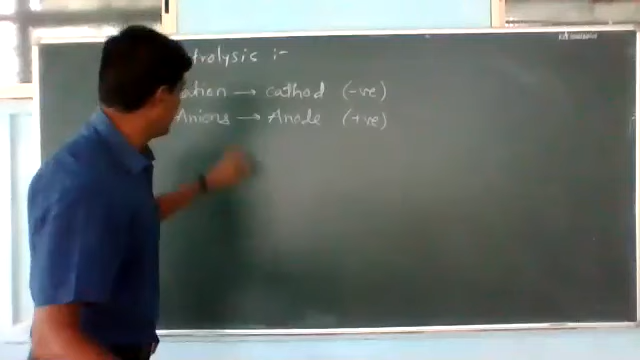 trolysis :-
ation → cathod (-ve)
Anions → Anode (+ve)